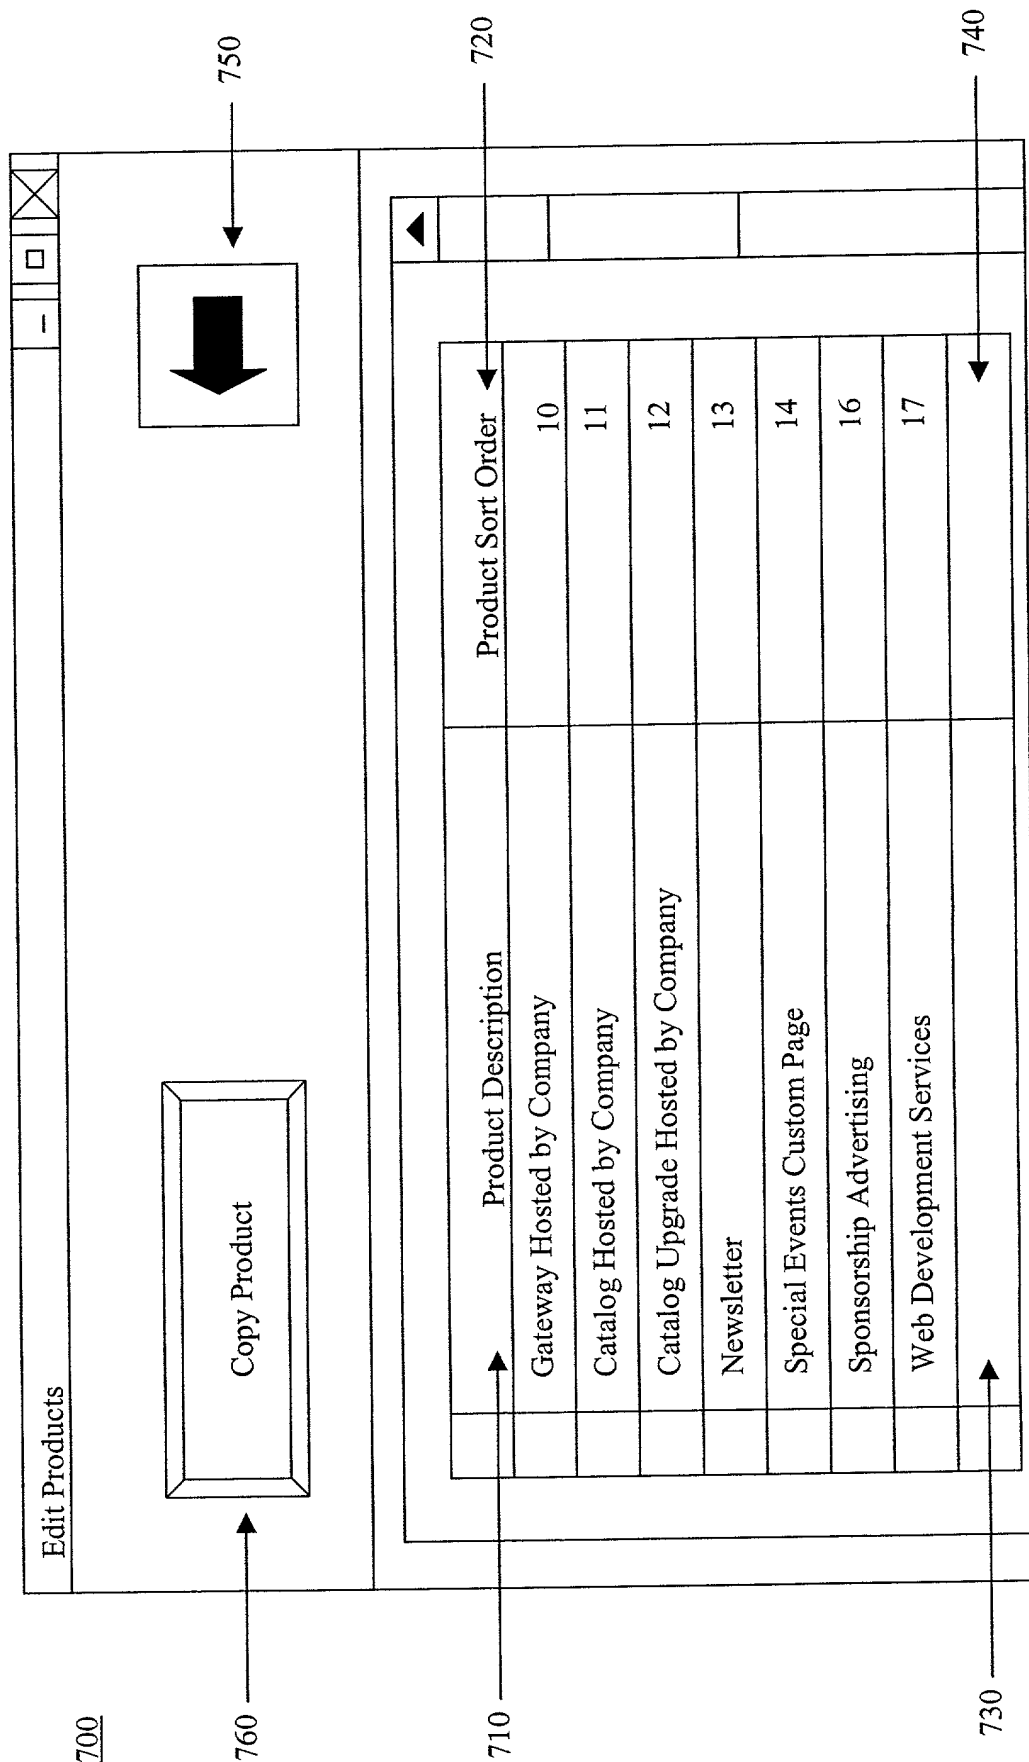 700
Edit Products
760
Copy Product
750
710
Product Description
Product Sort Order
720
Gateway Hosted by Company
10
Catalog Hosted by Company
11
Catalog Upgrade Hosted by Company
12
Newsletter
13
Special Events Custom Page
14
Sponsorship Advertising
16
Web Development Services
17
730
740